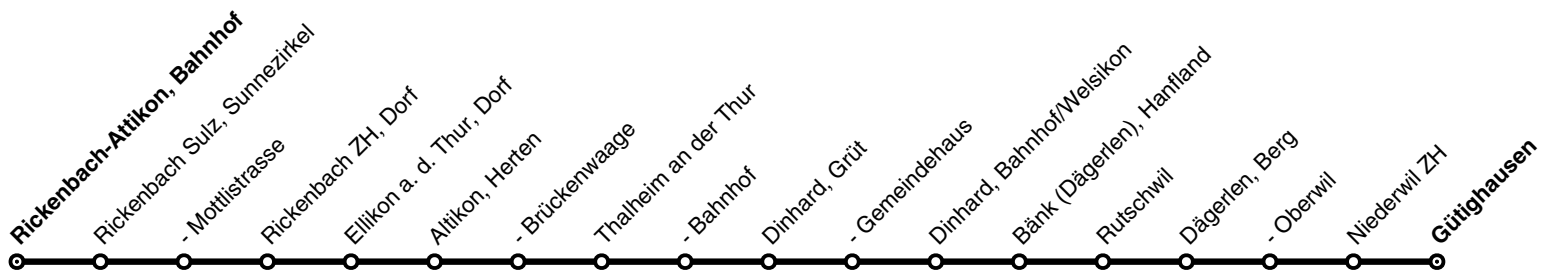 Rickenbach-Attikon, Bahnhof
Rickenbach Sulz, Sunnezirkel
- Mottlistrasse
Rickenbach ZH, Dorf
Ellikon a. d. Thur, Dorf
Altikon, Herten
- Brückenwaage
Thalheim an der Thur
- Bahnhof
Dinhard, Grüt
- Gemeindehaus
Dinhard, Bahnhof/Welsikon
Bänk (Dägerlen), Hanfland
Rutschwil
Dägerlen, Berg
- Oberwil
Niederwil ZH
Gütighausen